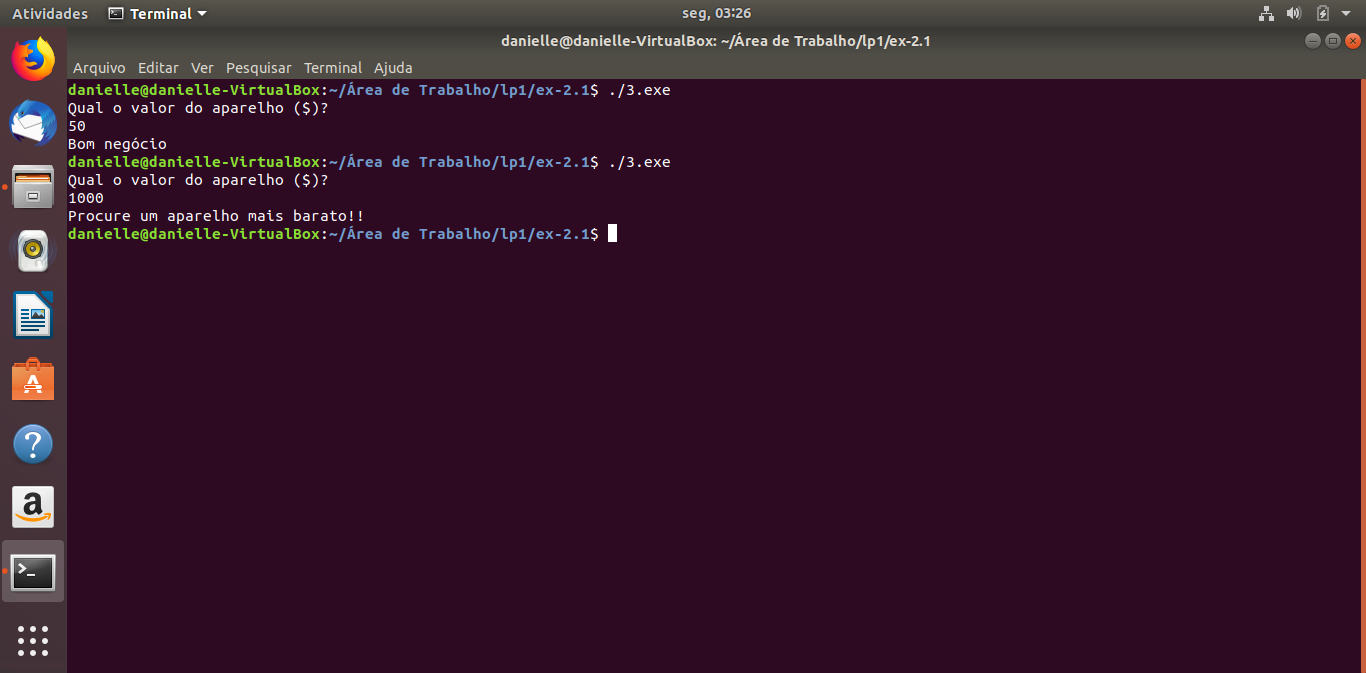 Atividades Terminal seg, 03:26
danielle@danielle-VirtualBox: ~/Área de Trabalho/lp1/ex-2.1
Arquivo Editar Ver Pesquisar Terminal Ajuda
danielle@danielle-VirtualBox:~/Área de Trabalho/lp1/ex-2.1$ ./3.exe
Qual o valor do aparelho ($)?
50
Bom negócio
danielle@danielle-VirtualBox:~/Área de Trabalho/lp1/ex-2.1$ ./3.exe
Qual o valor do aparelho ($)?
1000
Procure um aparelho mais barato!!
danielle@danielle-VirtualBox:~/Área de Trabalho/lp1/ex-2.1$